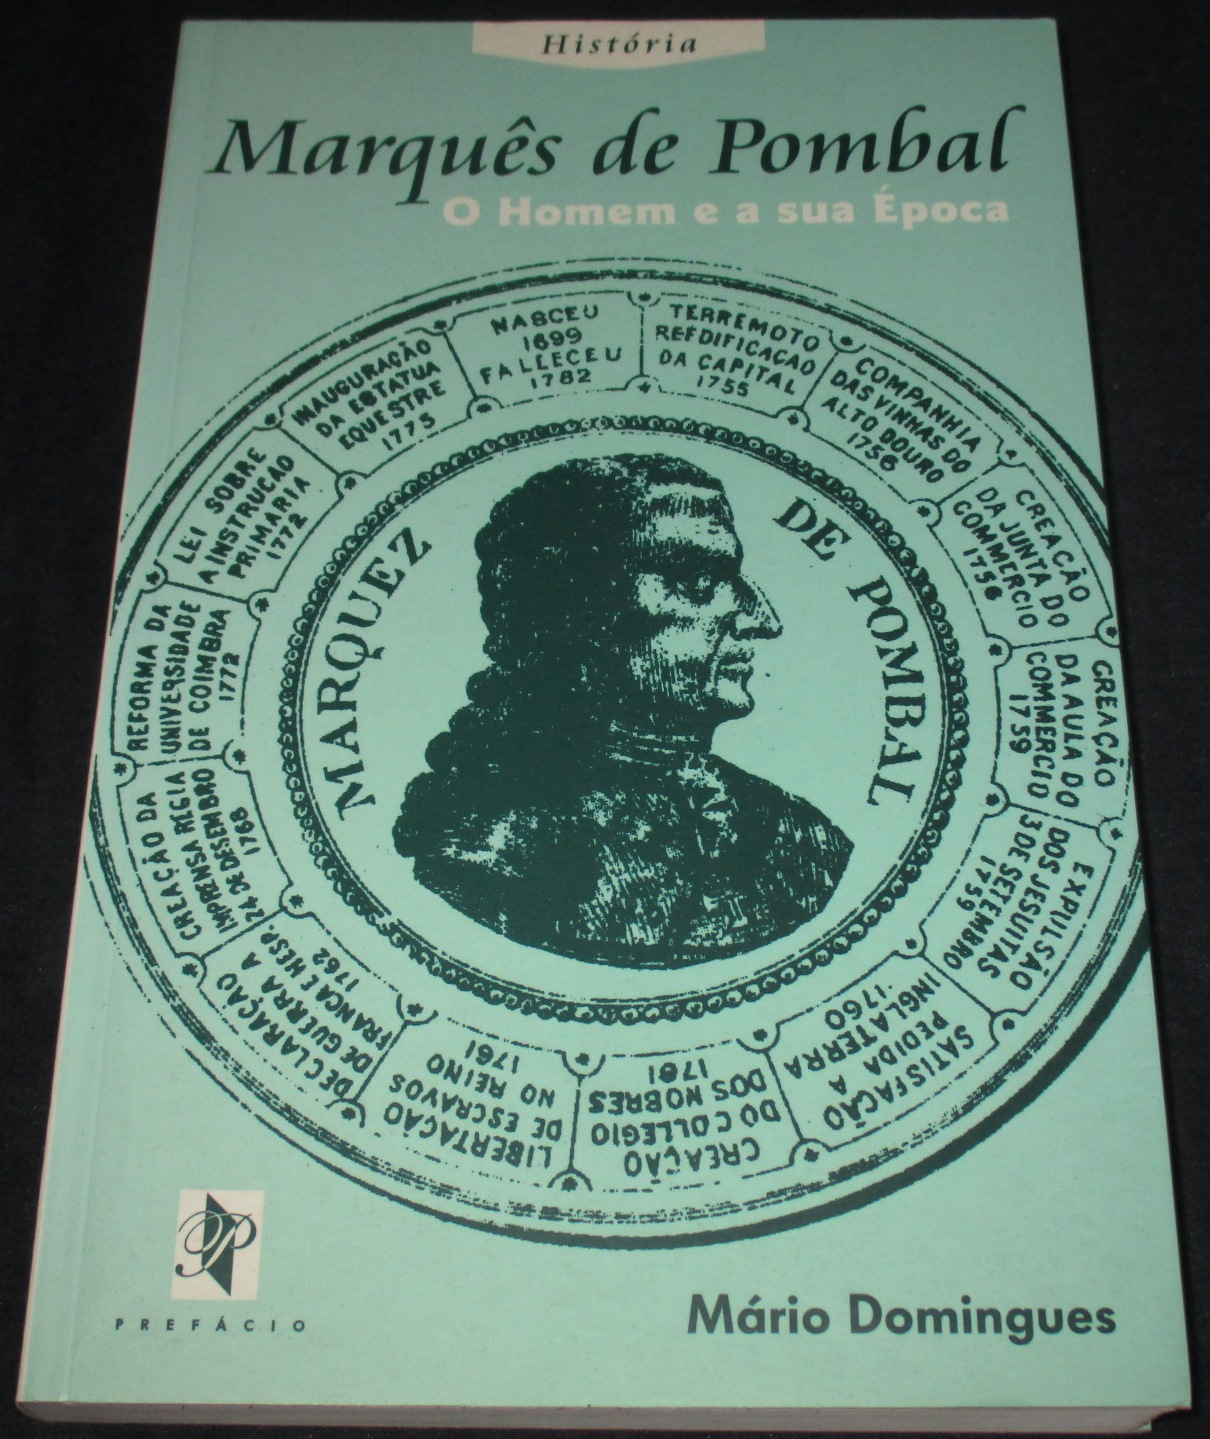 História
Marquês de Pombal
O Homem e a sua Época
NASCEU
1699
FALLECEU
1782
TERREMOTO
REEDIFICAÇAO
DA CAPITAL
1755
COMPANHIA
DAS VINHAS DO
ALTO DOURO
1756
CREAÇÃO
DA JUNTA DO
COMMERCIO
1756
CREAÇÃO
DA AULA DO
COMMERCIO
1759
EXPULSÃO
DOS JESUITAS
3 DE SETEMBRO
1759
SATISFAÇÃO
PEDIDA A
INGLATERRA
1760
CREAÇÃO
DO COLLEGIO
DOS NOBRES
1761
LIBERTAÇÃO
DE ESCRAVOS
NO REINO
1761
DECLARAÇÃO
DE GUERRA A
FRANÇA E HESP.
1762
CREAÇÃO DA
IMPRENSA REGIA
24 DE DESEMBRO
1768
REFORMA DA
UNIVERSIDADE
DE COIMBRA
1772
LEI SOBRE
A INSTRUCÃO
PRIMARIA
1772
INAUGURAÇÃO
DA ESTATUA
EQUESTRE
1775
MARQUEZ DE POMBAL
P
PREFÁCIO
Mário Domingues